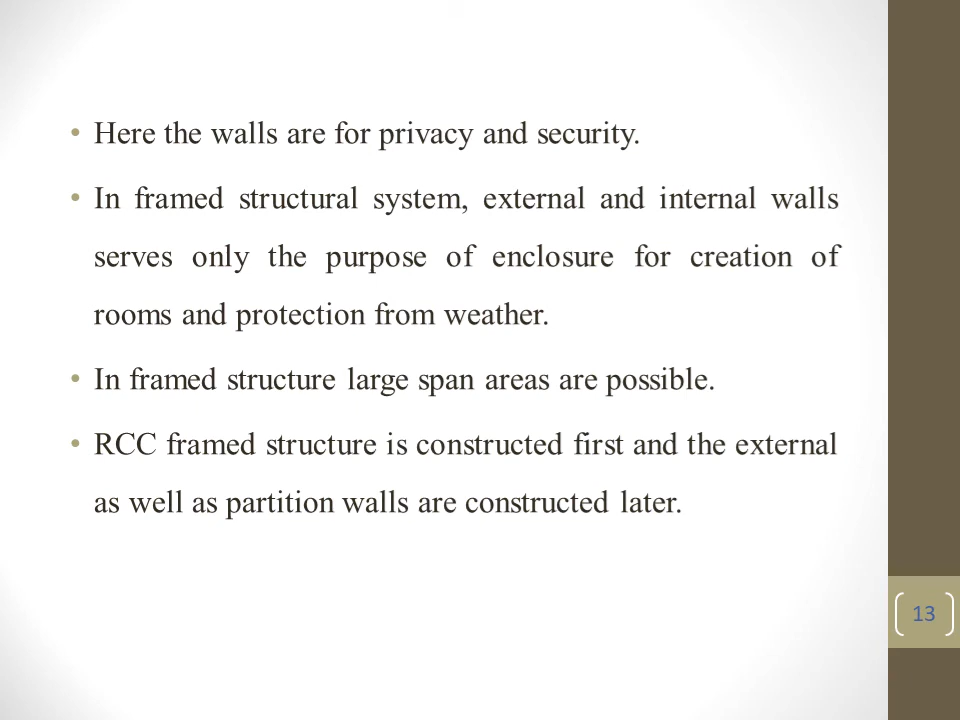 • Here the walls are for privacy and security.
• In framed structural system, external and internal walls
serves only the purpose of enclosure for creation of
rooms and protection from weather.
• In framed structure large span areas are possible.
• RCC framed structure is constructed first and the external
as well as partition walls are constructed later.
13